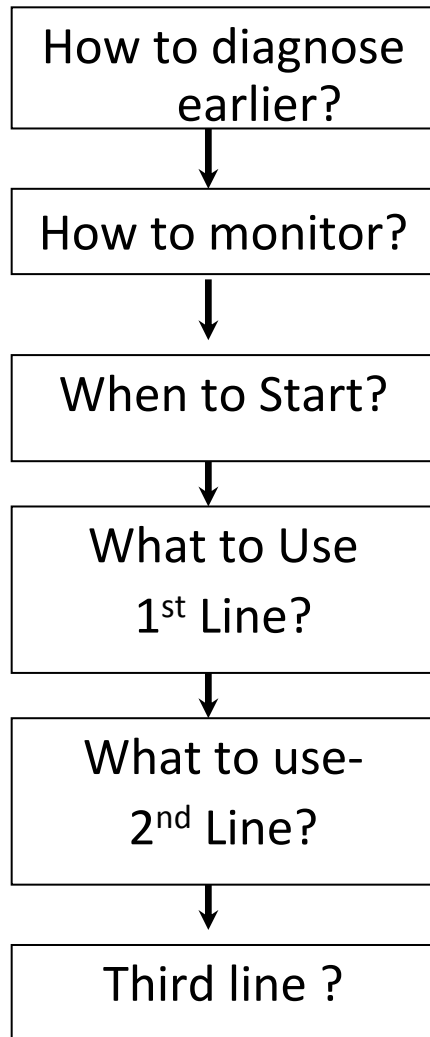 How to diagnose
earlier?
How to monitor?
When to Start?
What to Use
1st Line?
What to use-
2nd Line?
Third line ?